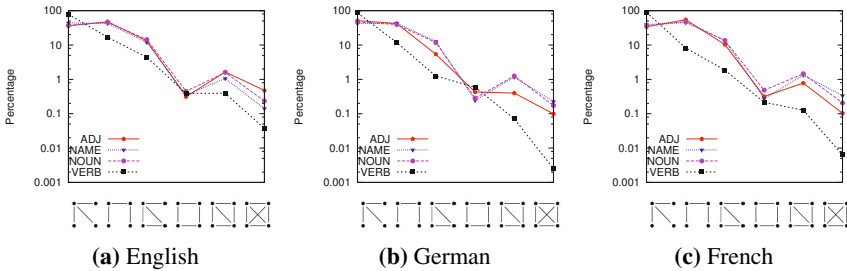 Percentage
100
10
1
0.1
0.01
0.001
ADJ
NAME
NOUN
VERB
(a) English
Percentage
100
10
1
0.1
0.01
0.001
ADJ
NAME
NOUN
VERB
(b) German
Percentage
100
10
1
0.1
0.01
0.001
ADJ
NAME
NOUN
VERB
(c) French